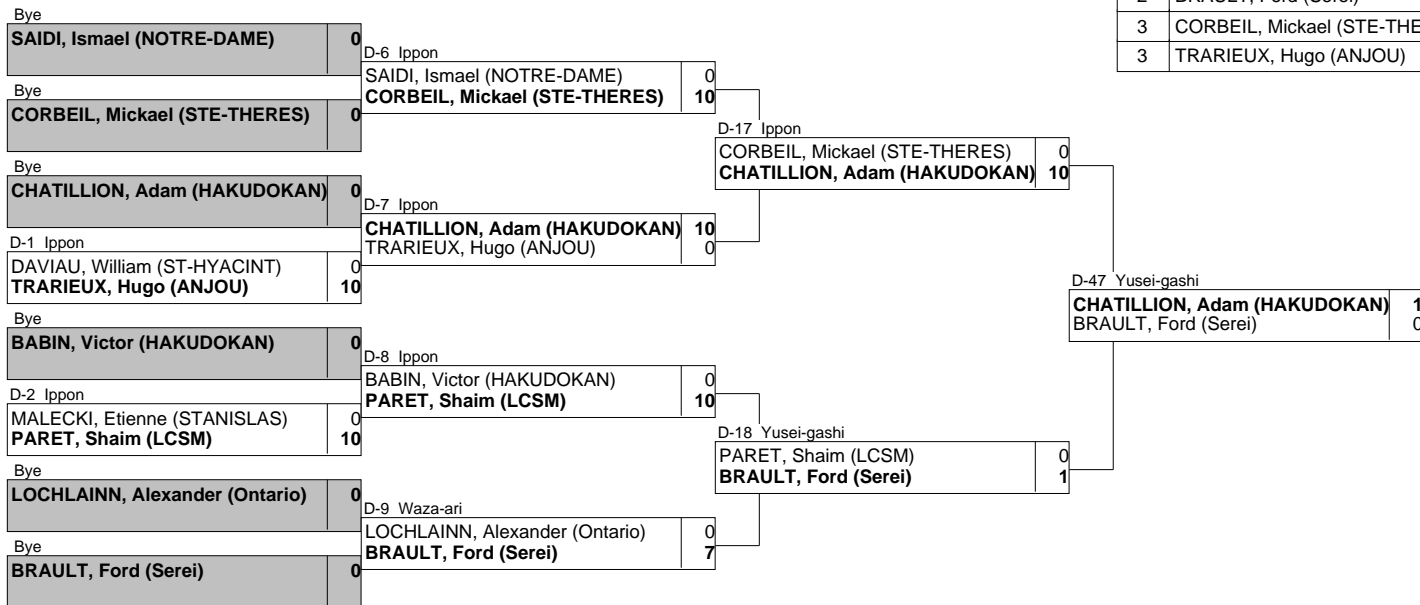 Bye
SAIDI, Ismael (NOTRE-DAME) 0
Bye
CORBEIL, Mickael (STE-THERES) 0
Bye
CHATILLION, Adam (HAKUDOKAN) 0
D-1 Ippon
DAVIAU, William (ST-HYACINT) 0
TRARIEUX, Hugo (ANJOU) 10
Bye
BABIN, Victor (HAKUDOKAN) 0
D-2 Ippon
MALECKI, Etienne (STANISLAS) 0
PARET, Shaim (LCSM) 10
Bye
LOCHLAINN, Alexander (Ontario) 0
Bye
BRAULT, Ford (Serei) 0
D-6 Ippon
SAIDI, Ismael (NOTRE-DAME) 0
CORBEIL, Mickael (STE-THERES) 10
D-7 Ippon
CHATILLION, Adam (HAKUDOKAN) 10
TRARIEUX, Hugo (ANJOU) 0
D-8 Ippon
BABIN, Victor (HAKUDOKAN) 0
PARET, Shaim (LCSM) 10
D-9 Waza-ari
LOCHLAINN, Alexander (Ontario) 0
BRAULT, Ford (Serei) 7
D-17 Ippon
CORBEIL, Mickael (STE-THERES) 0
CHATILLION, Adam (HAKUDOKAN) 10
D-18 Yusei-gashi
PARET, Shaim (LCSM) 0
BRAULT, Ford (Serei) 1
D-47 Yusei-gashi
CHATILLION, Adam (HAKUDOKAN) 1
BRAULT, Ford (Serei) 0
2 BRAULT, Ford (Serei)
3 CORBEIL, Mickael (STE-THE
3 TRARIEUX, Hugo (ANJOU)